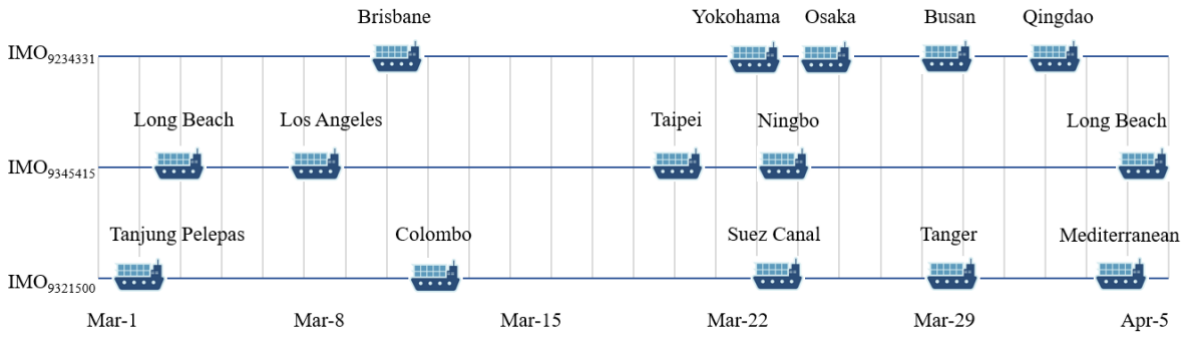 Brisbane Yokohama Osaka Busan Qingdao
IMO9234331
Long Beach Los Angeles Taipei Ningbo Long Beach
IMO9345415
Tanjung Pelepas Colombo Suez Canal Tanger Mediterranean
IMO9321500
Mar-1 Mar-8 Mar-15 Mar-22 Mar-29 Apr-5